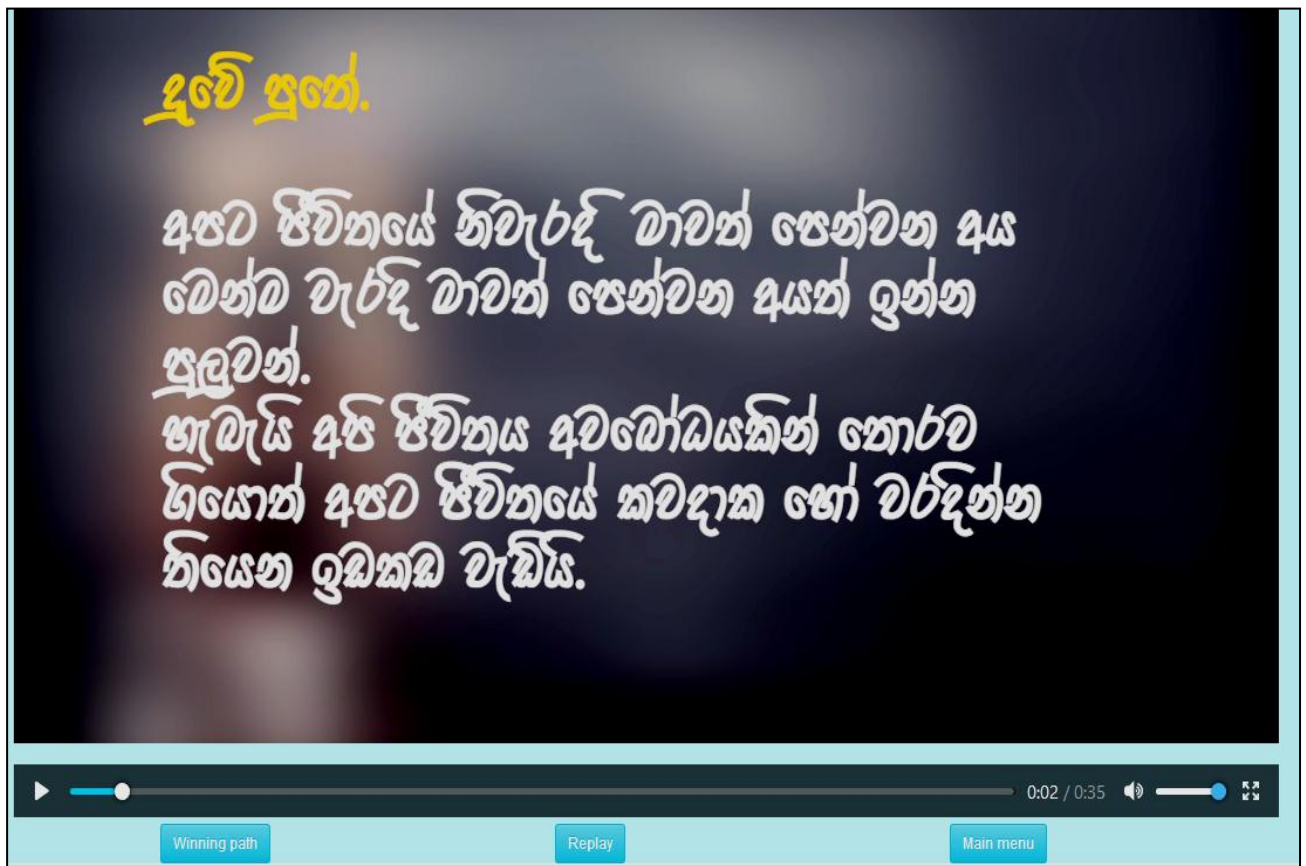 දූවේ පුතේ.
අපට ජීවිතයේ නිවැරදි මාවත් පෙන්වන අය
මෙන්ම වැරදි මාවත් පෙන්වන අයත් ඉන්න
පුලුවන්.
හැබැයි අපි ජීවිතය අවබෝධයකින් තොරව
ගියොත් අපට ජීවිතයේ කවදාක හෝ වරදින්න
තියෙන ඉඩකඩ වැඩියි.
0:02 / 0:35
Winning path Replay Main menu